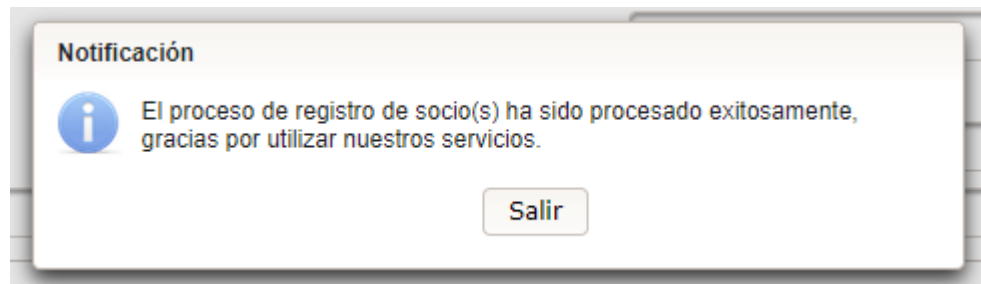 Notificación
El proceso de registro de socio(s) ha sido procesado exitosamente,
gracias por utilizar nuestros servicios.
Salir